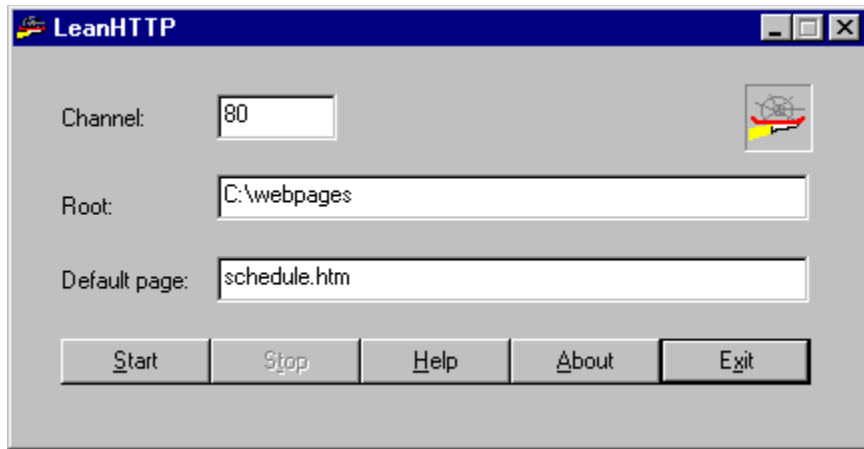 LeanHTTP
Channel: 80
Root: C:\webpages
Default page: schedule.htm
Start Stop Help About Exit